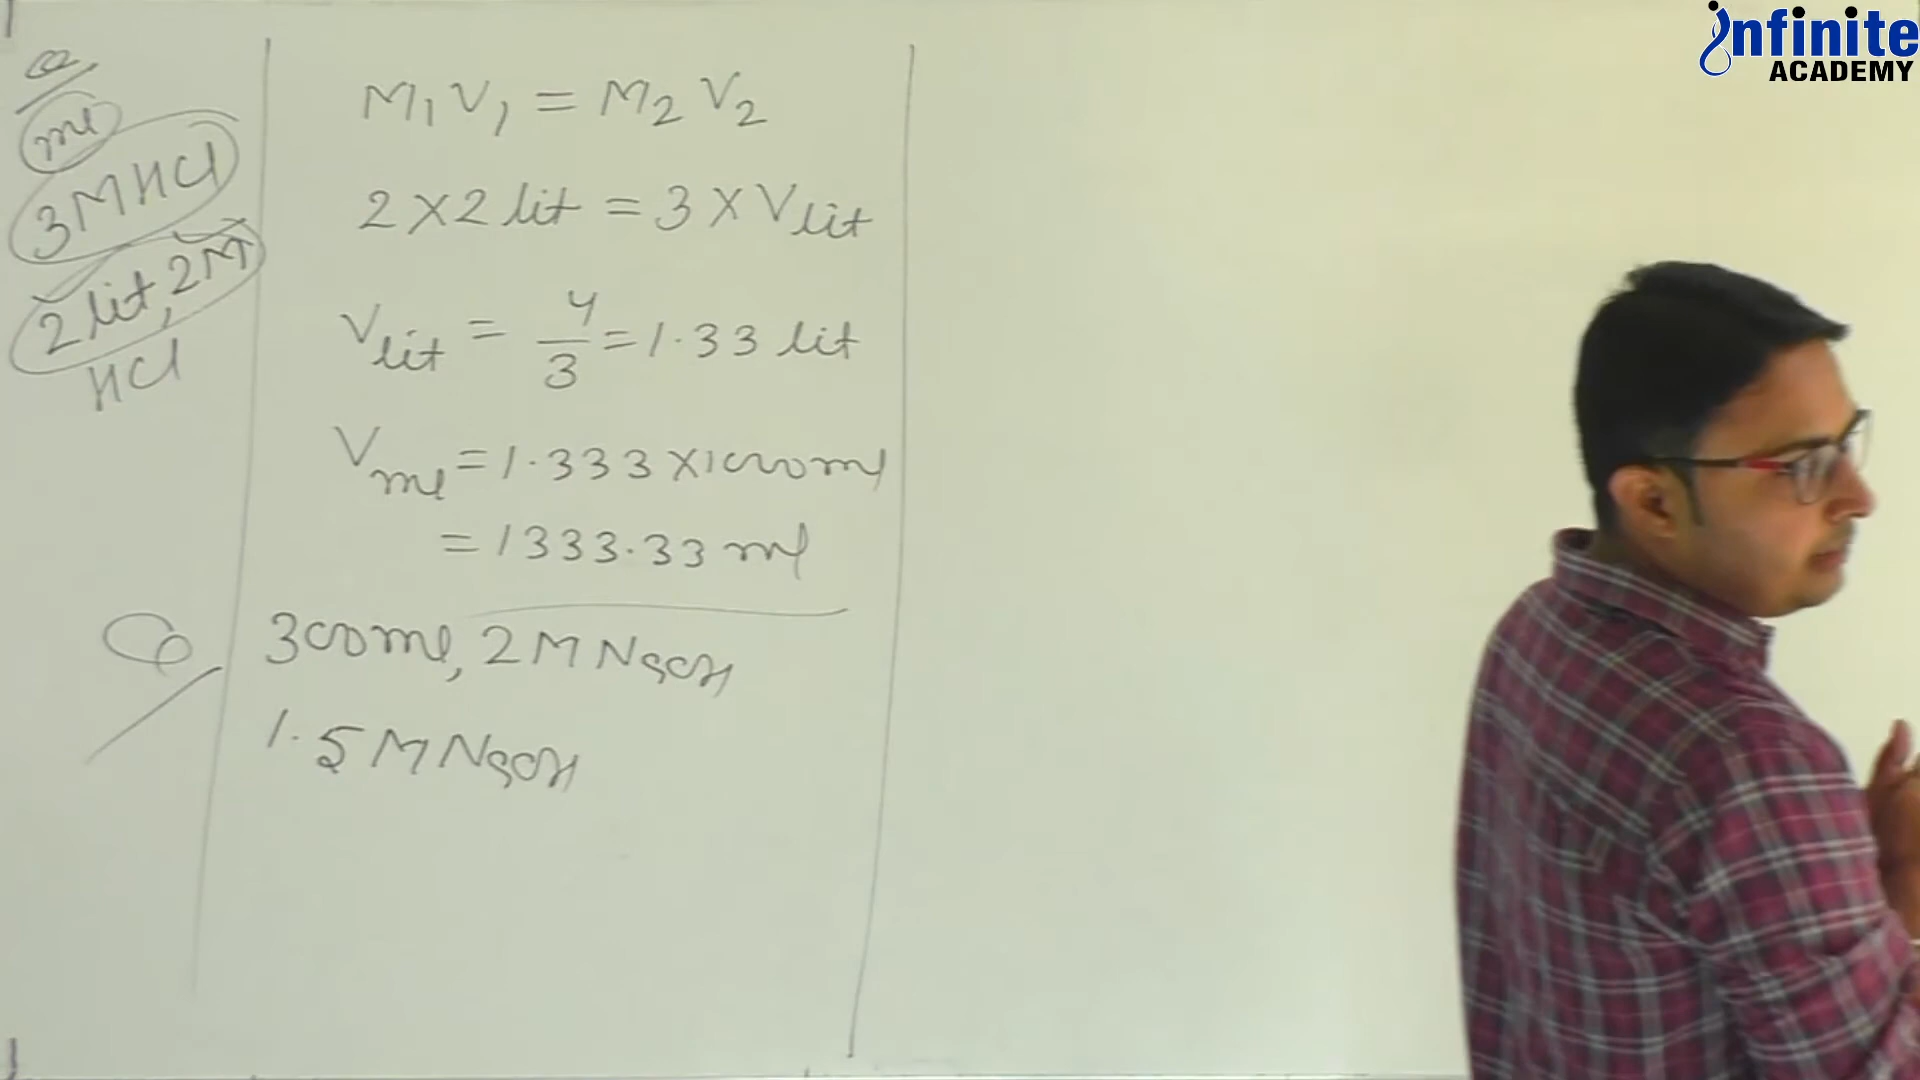 infinite
ACADEMY
Q
ml
3M HCl
2 lit, 2M
HCl
M₁V₁ = M₂V₂
2 × 2 lit = 3 × V lit
V lit = 4/3 = 1.33 lit
V ml = 1.333 × 1000 ml
= 1333.33 ml
Q 300 ml, 2M NaOH
1.5 M NaOH